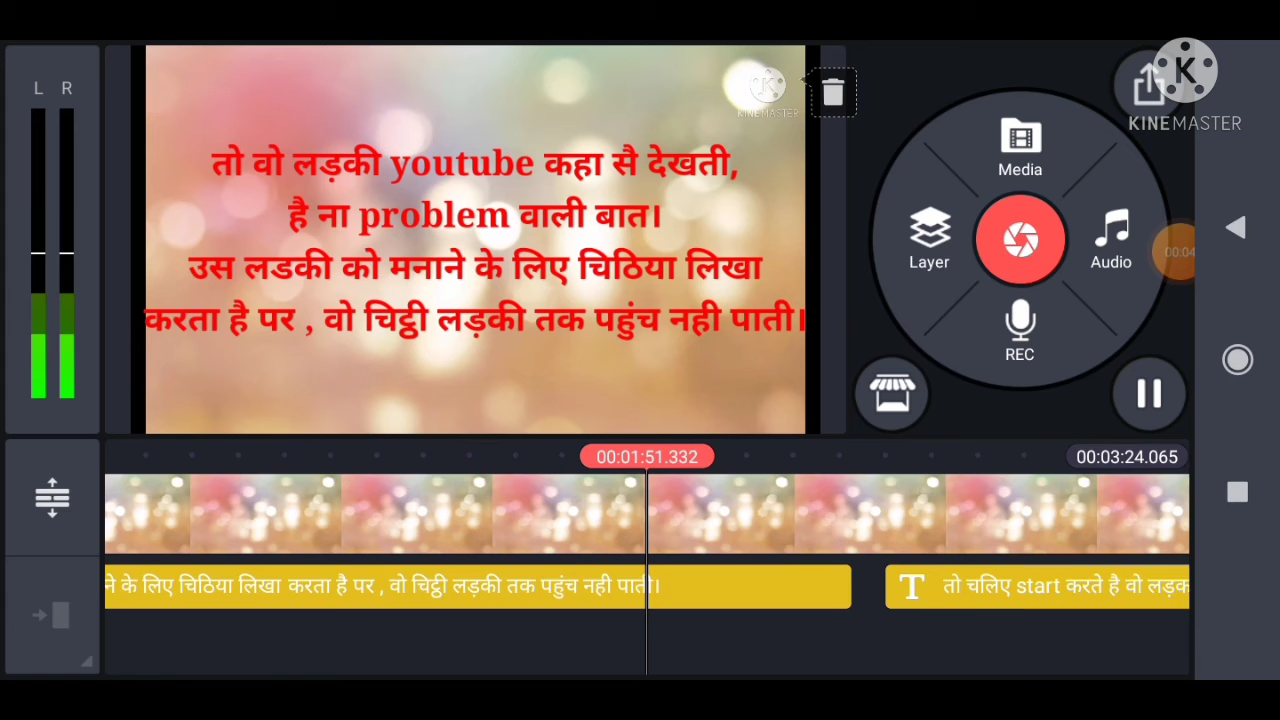 L R
KINEMASTER
KINEMASTER
Media
तो वो लड़की youtube कहा सै देखती,
है ना problem वाली बात।
उस लडकी को मनाने के लिए चिठिया लिखा
करता है पर , वो चिट्ठी लड़की तक पहुंच नही पाती।
Layer
Audio
00:04
REC
00:01:51.332
00:03:24.065
ने के लिए चिठिया लिखा करता है पर , वो चिट्ठी लड़की तक पहुंच नही पाती।
T तो चलिए start करते है वो लड़क